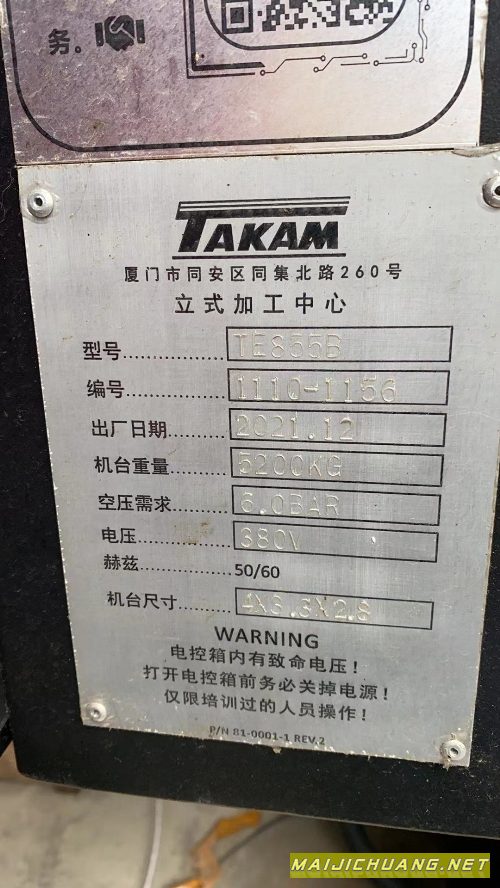 务。
TAKAM
厦门市同安区同集北路260号
立式加工中心
型号............... TE855B
编号............... 1110-1156
出厂日期.......... 2021.12
机台重量.......... 5200KG
空压需求.......... 6.0BAR
电压............... 380V
赫兹............... 50/60
机台尺寸.......... 4X3.3X2.8
WARNING
电控箱内有致命电压！
打开电控箱前务必关掉电源！
仅限培训过的人员操作！
P/N 81-0001-1 REV.2
MAIJICHUANG.NET